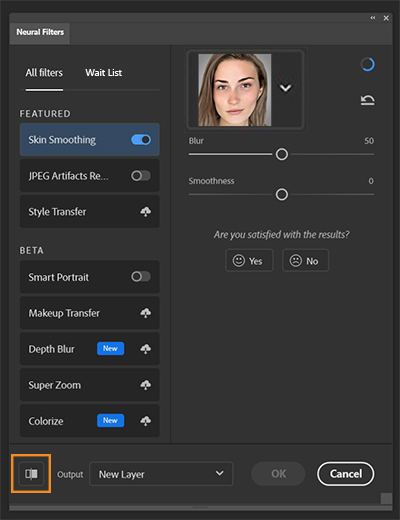 Neural Filters
All filters
Wait List
FEATURED
Skin Smoothing
JPEG Artifacts Re...
Style Transfer
BETA
Smart Portrait
Makeup Transfer
Depth Blur New
Super Zoom
Colorize New
Blur 50
Smoothness 0
Are you satisfied with the results?
Yes
No
Output
New Layer
OK
Cancel